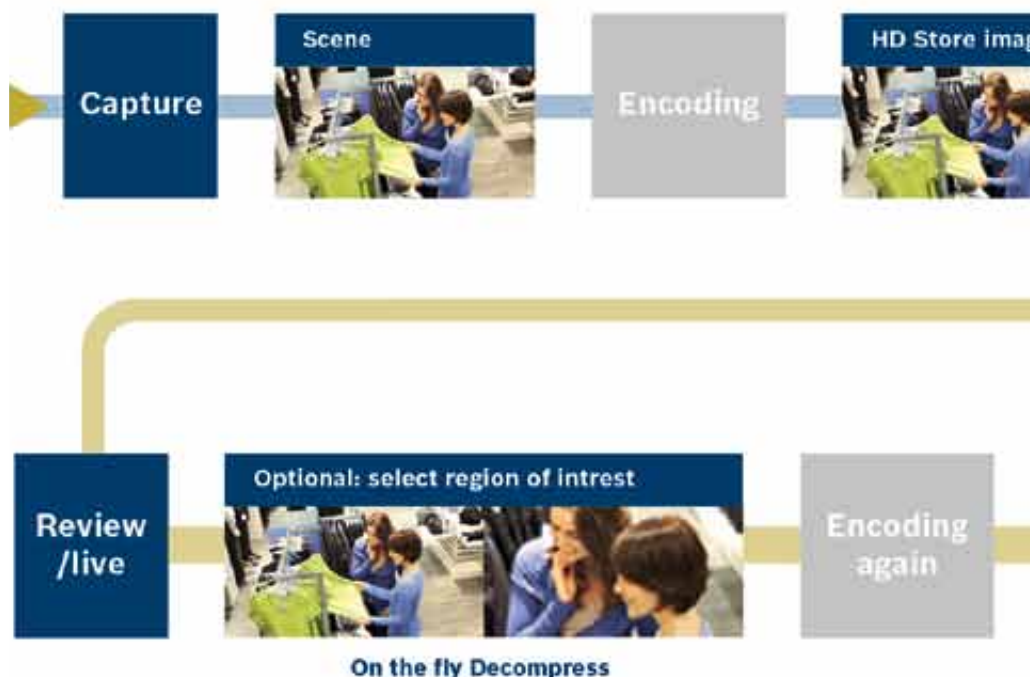 Scene
HD Store imag
Capture
Encoding
Optional: select region of intrest
Review
/live
Encoding
again
On the fly Decompress